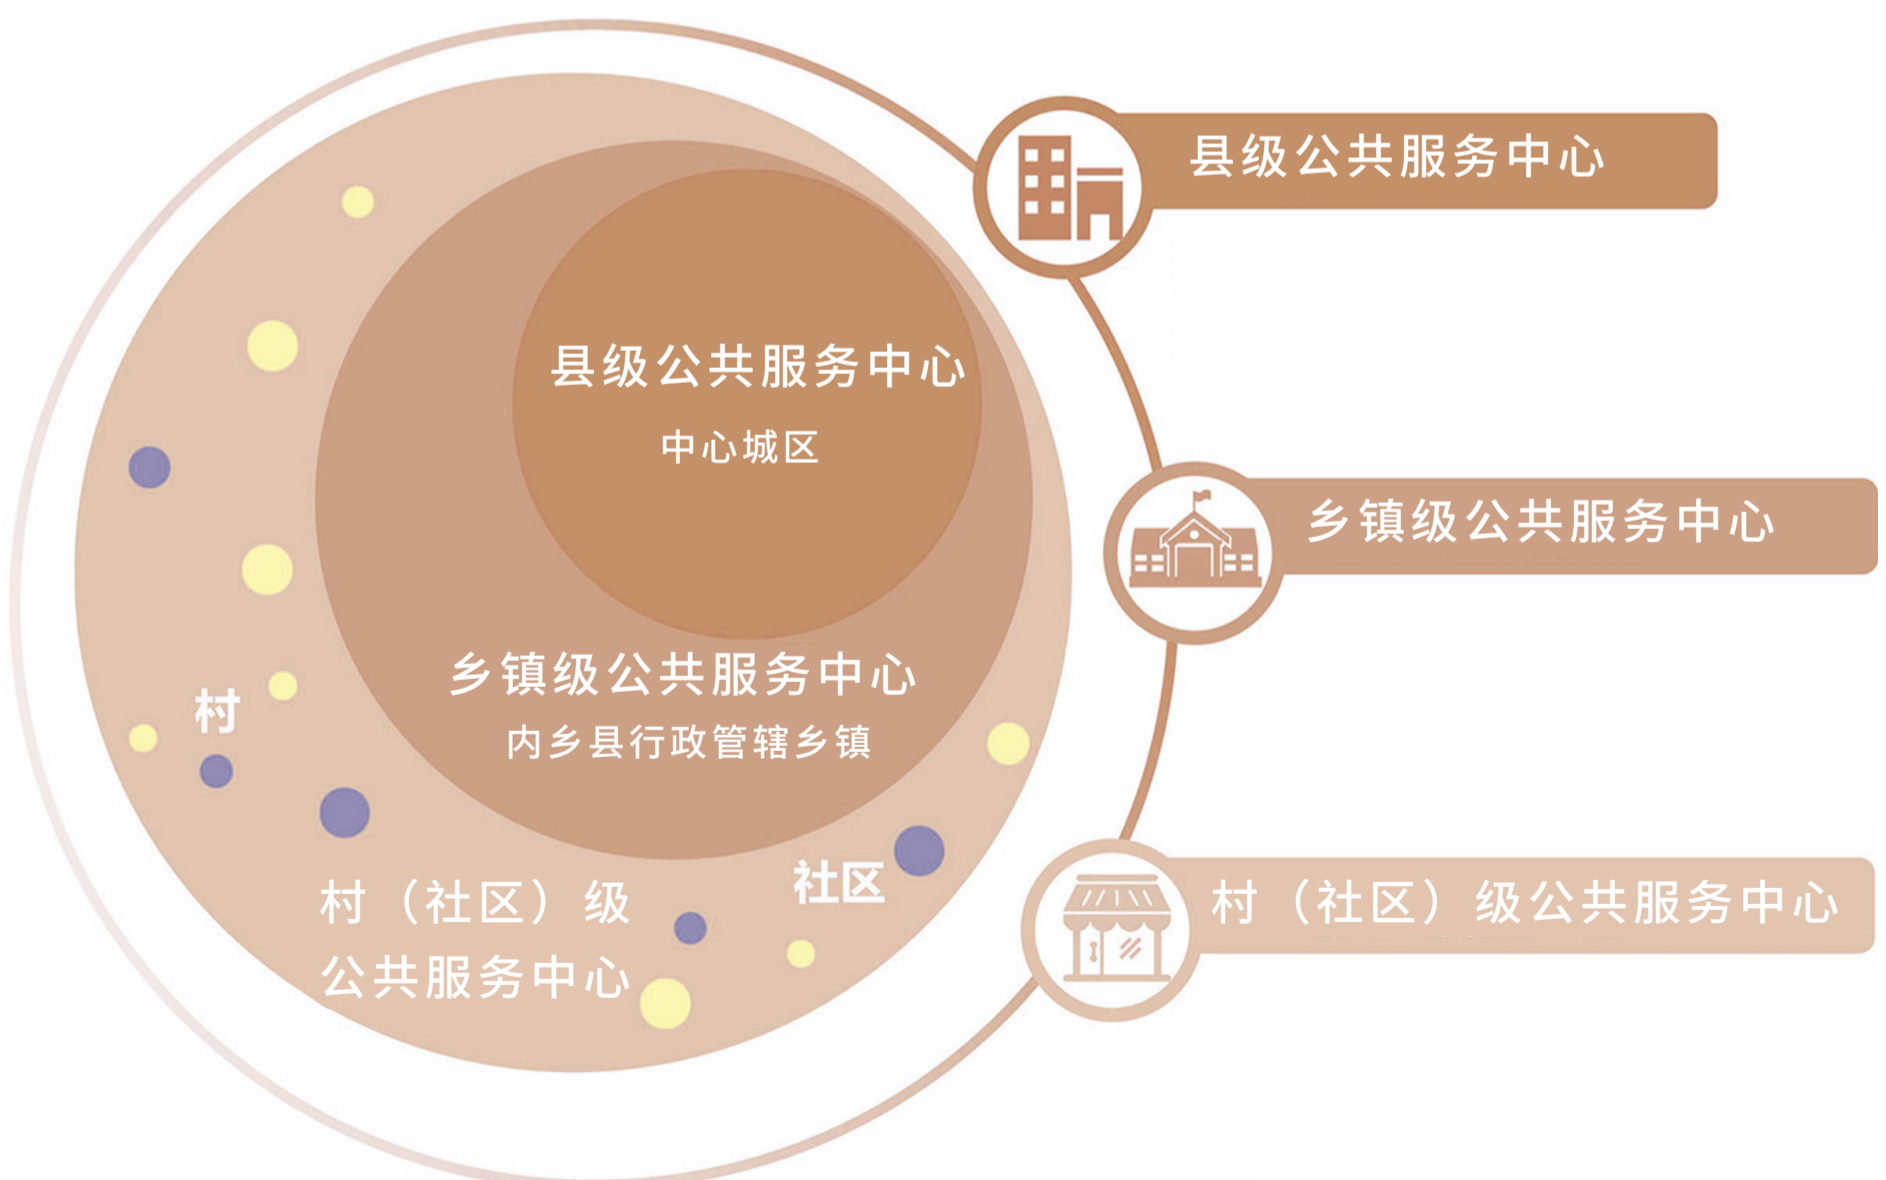 县级公共服务中心
县级公共服务中心
中心城区
乡镇级公共服务中心
乡镇级公共服务中心
内乡县行政管辖乡镇
村
社区
村（社区）级
公共服务中心
村（社区）级公共服务中心